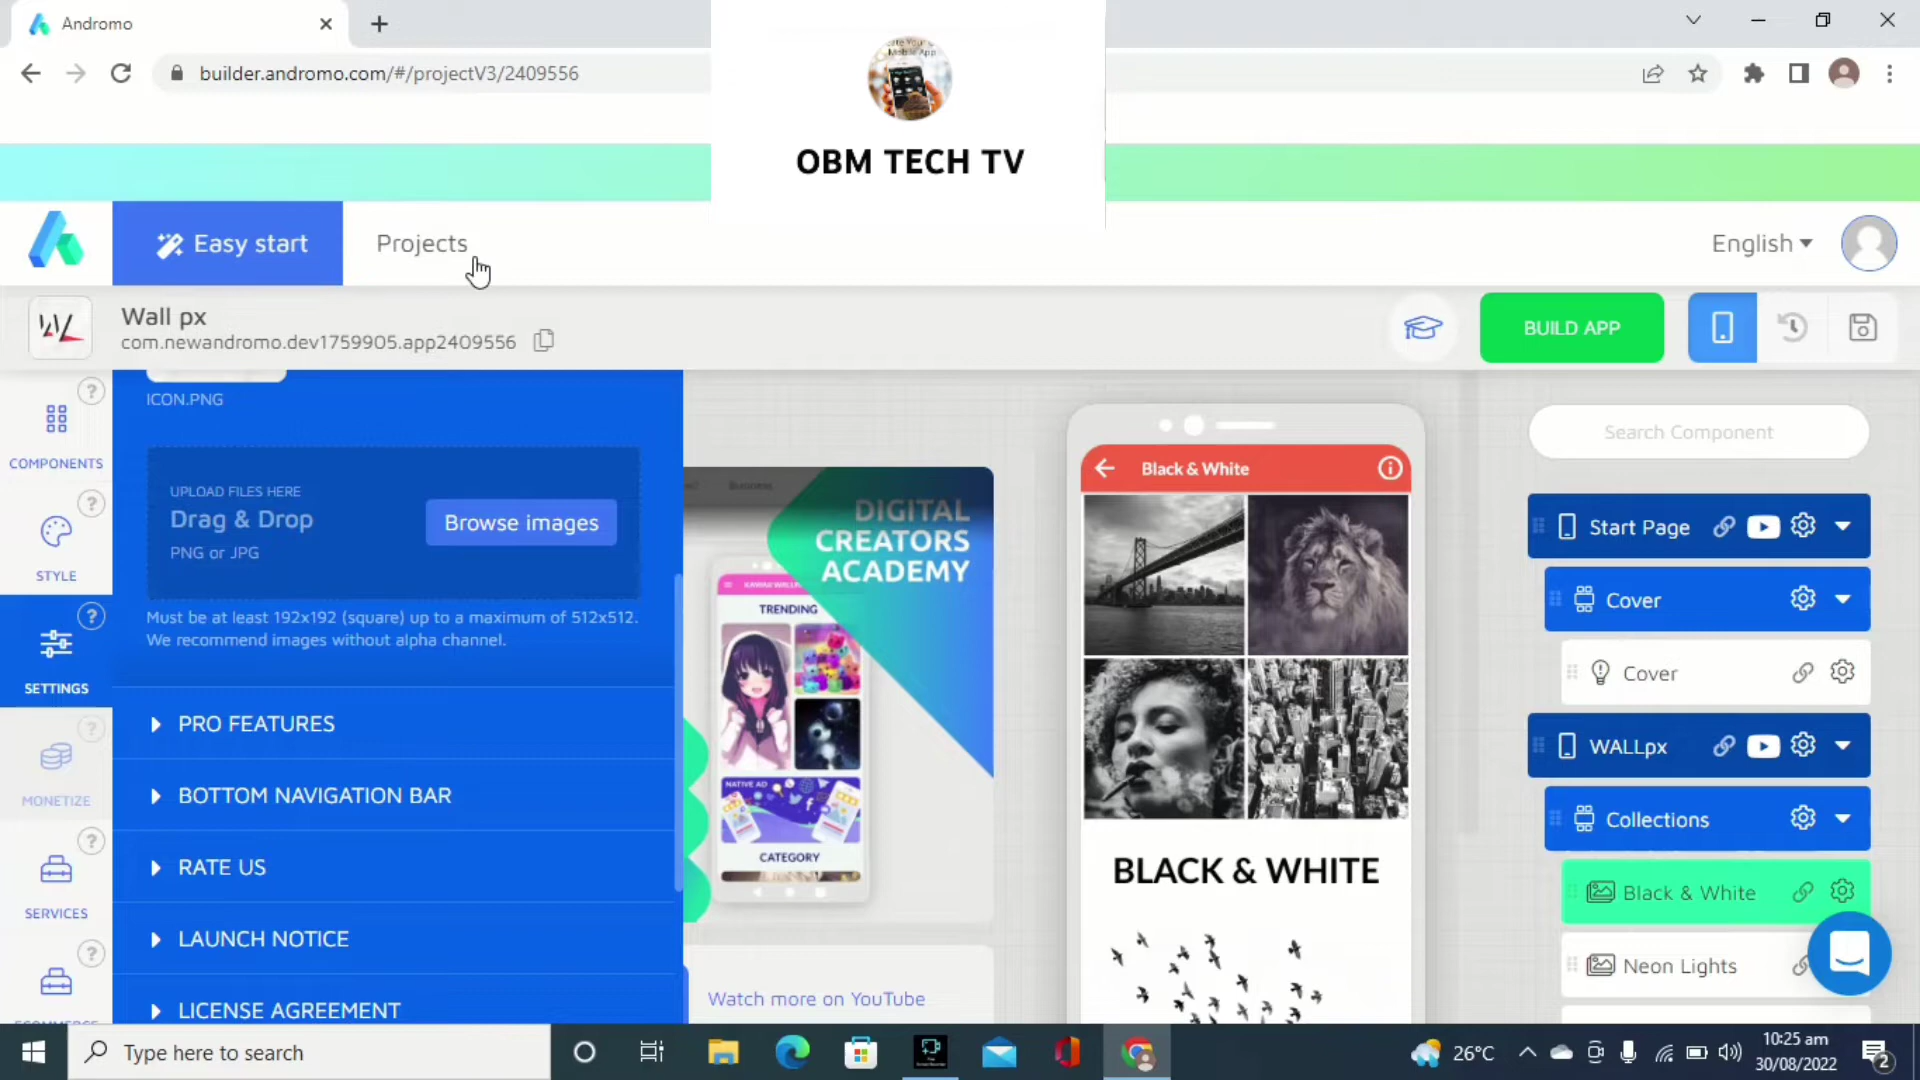 Andromo
builder.andromo.com/#/projectV3/2409556
Mobile App
OBM TECH TV
Easy start
Projects
English
Wall px
com.newandromo.dev1759905.app2409556
BUILD APP
COMPONENTS
STYLE
SETTINGS
MONETIZE
SERVICES
ICON.PNG
UPLOAD FILES HERE
Drag & Drop
PNG or JPG
Browse images
Must be at least 192x192 (square) up to a maximum of 512x512.
We recommend images without alpha channel.
PRO FEATURES
BOTTOM NAVIGATION BAR
RATE US
LAUNCH NOTICE
LICENSE AGREEMENT
DIGITAL
CREATORS
ACADEMY
TRENDING
NATIVE AD
CATEGORY
Watch more on YouTube
Black & White
BLACK & WHITE
Search Component
Start Page
Cover
Cover
WALLpx
Collections
Black & White
Neon Lights
Type here to search
26°C
10:25 am
30/08/2022
2